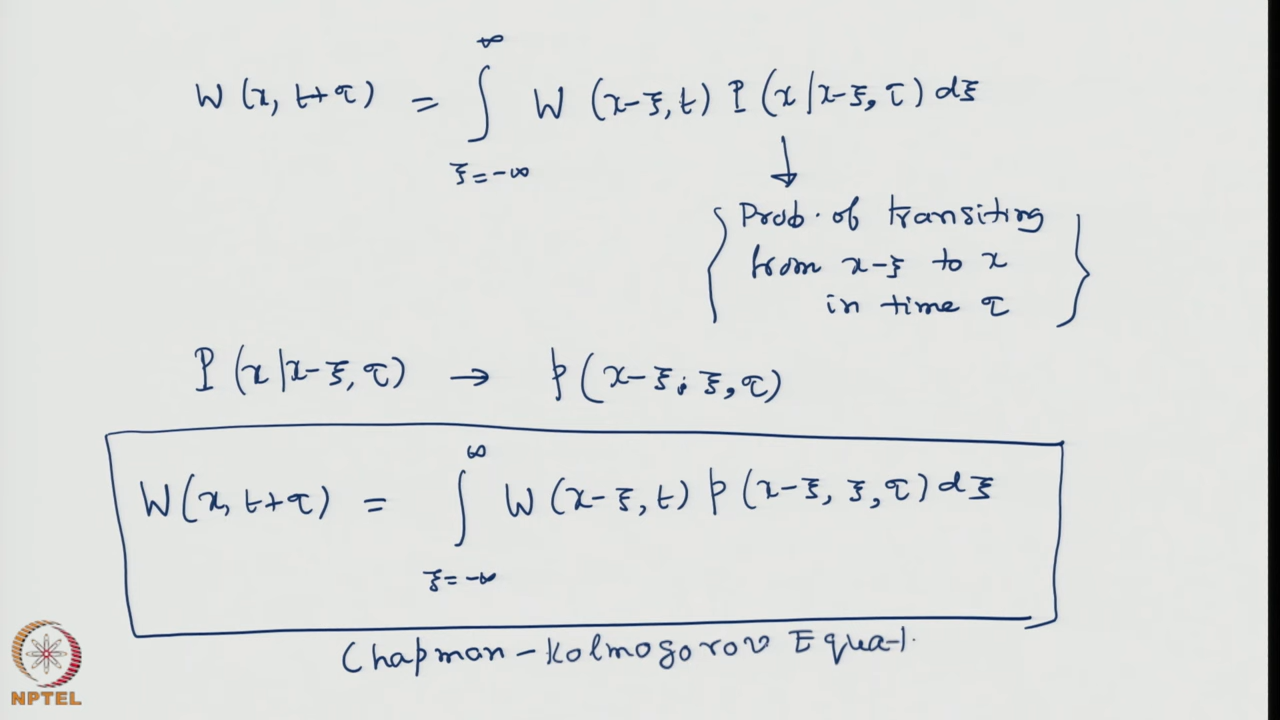 W (x, t+τ) = ∫_{ξ=-∞}^{∞} W (x-ξ, t) P (x|x-ξ, τ) dξ
↓
{ Prob. of transiting
from x-ξ to x
in time τ }
P (x|x-ξ, τ) → p (x-ξ; ξ, τ)
W(x, t+τ) = ∫_{ξ=-∞}^{∞} W (x-ξ, t) p (x-ξ, ξ, τ) dξ
Chapman-Kolmogorov Equat.
NPTEL